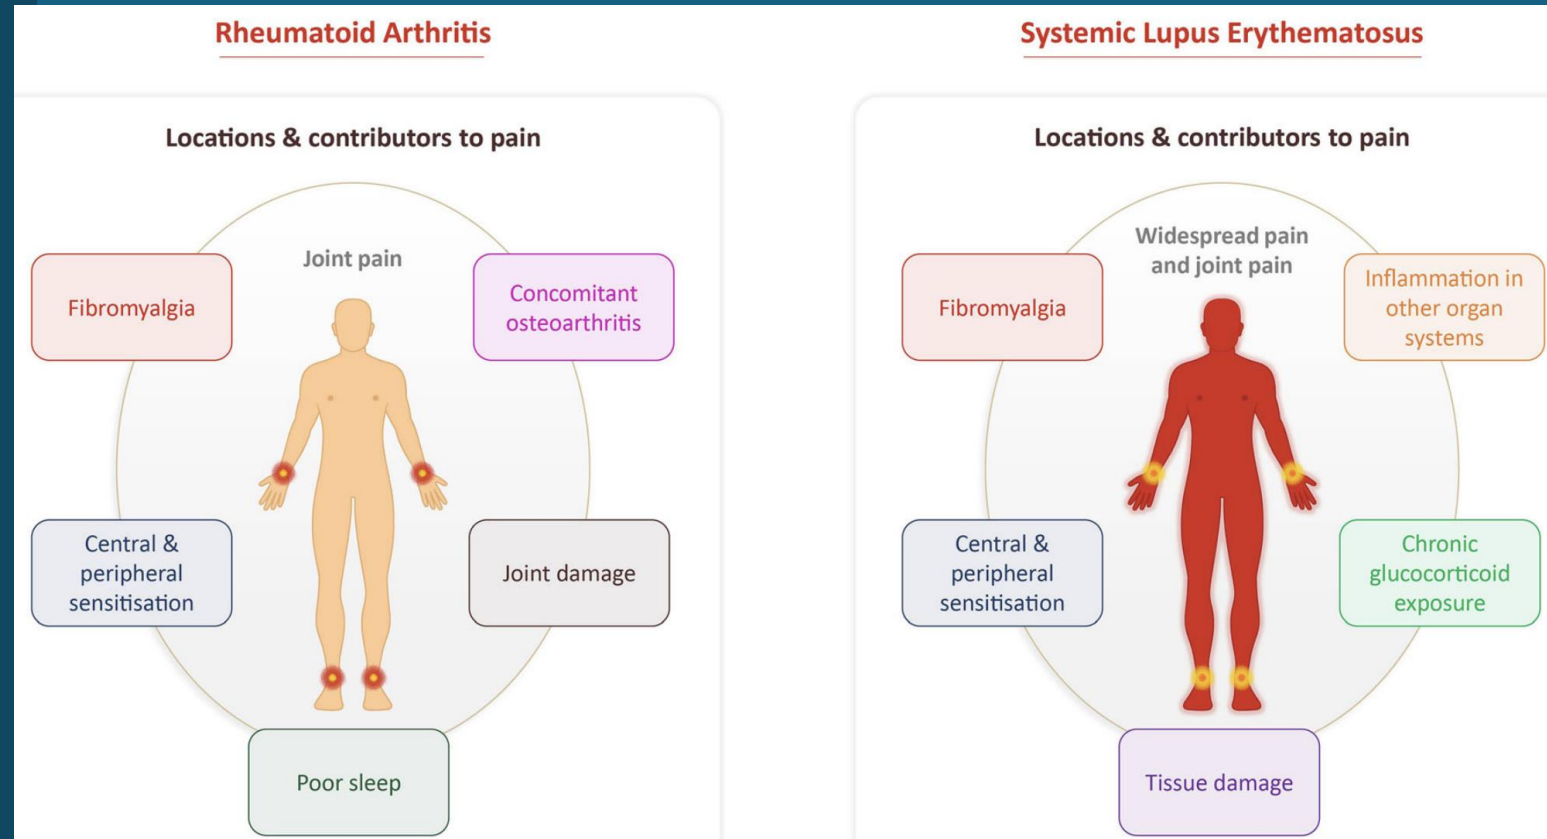 Rheumatoid Arthritis
Locations & contributors to pain
Joint pain
Fibromyalgia
Concomitant
osteoarthritis
Central &
peripheral
sensitisation
Joint damage
Poor sleep
Systemic Lupus Erythematosus
Locations & contributors to pain
Widespread pain
and joint pain
Fibromyalgia
Inflammation in
other organ
systems
Central &
peripheral
sensitisation
Chronic
glucocorticoid
exposure
Tissue damage